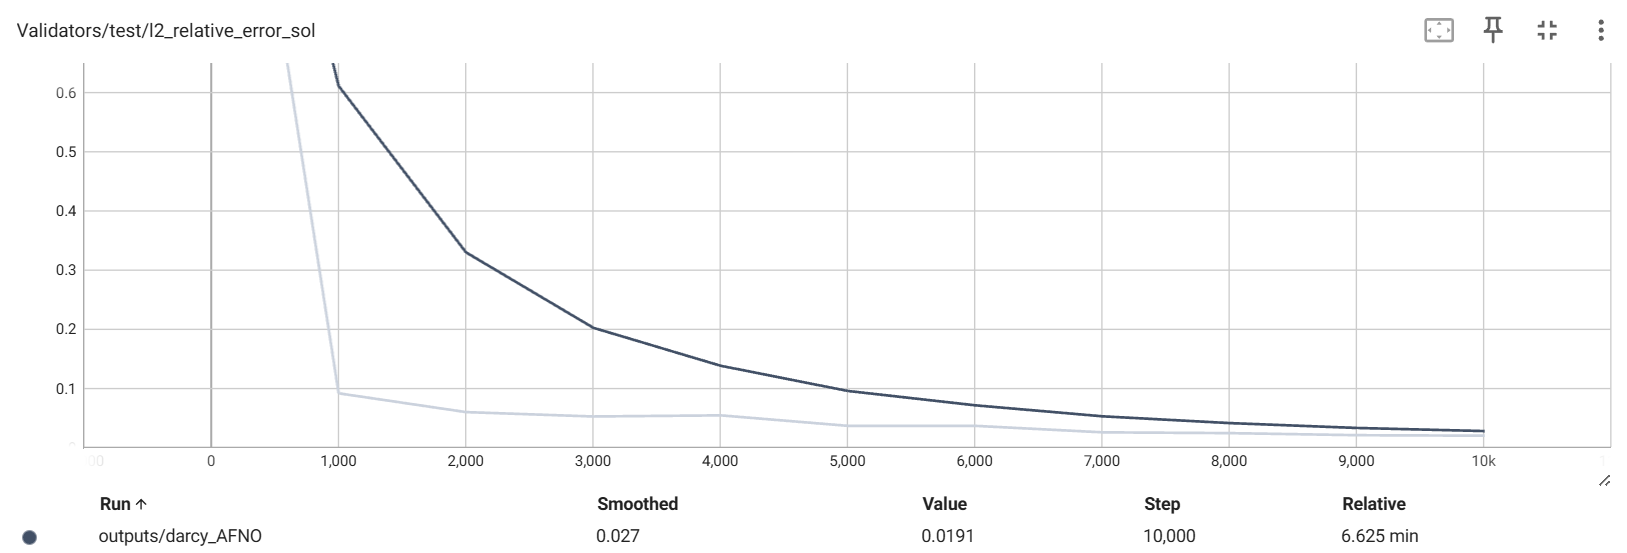 Validators/test/l2_relative_error_sol
0.6
0.5
0.4
0.3
0.2
0.1
0 1,000 2,000 3,000 4,000 5,000 6,000 7,000 8,000 9,000 10k
Run ↑ Smoothed Value Step Relative
outputs/darcy_AFNO 0.027 0.0191 10,000 6.625 min